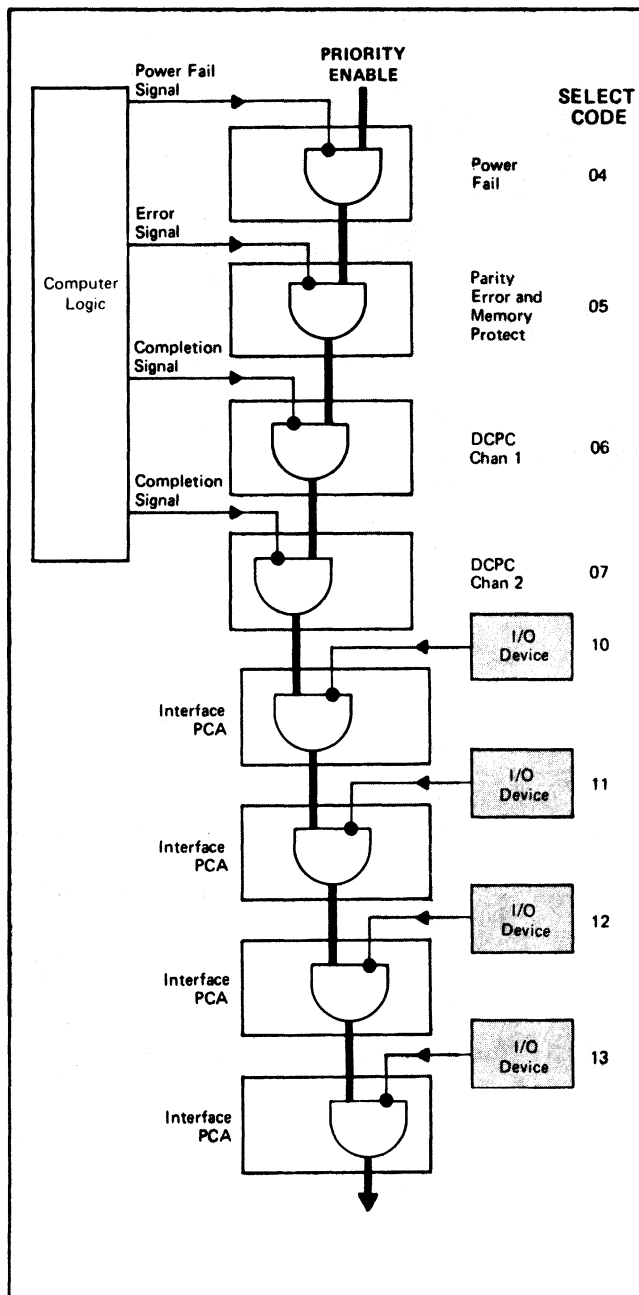 PRIORITY
ENABLE
SELECT
CODE
Power Fail
Signal
Power
Fail
04
Error
Signal
Computer
Logic
Parity
Error and
Memory
Protect
05
Completion
Signal
DCPC
Chan 1
06
Completion
Signal
DCPC
Chan 2
07
I/O
Device
10
Interface
PCA
I/O
Device
11
Interface
PCA
I/O
Device
12
Interface
PCA
I/O
Device
13
Interface
PCA